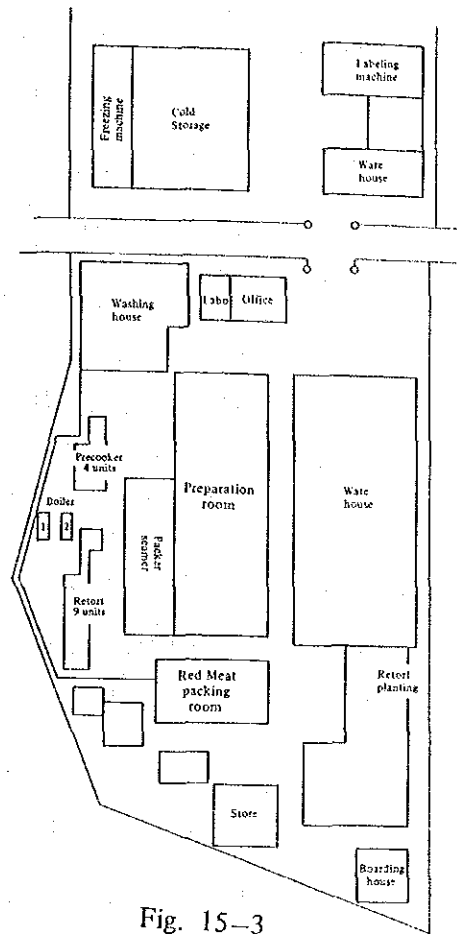 Labeling
machine
Freezing
machine
Cold
Storage
Ware
house
Washing
house
Labo
Office
Precooker
4 units
Preparation
room
Ware
house
Boiler
1
2
Packer
seamer
Retort
9 units
Red Meat
packing
room
Retort
planting
Store
Boarding
house
Fig. 15-3